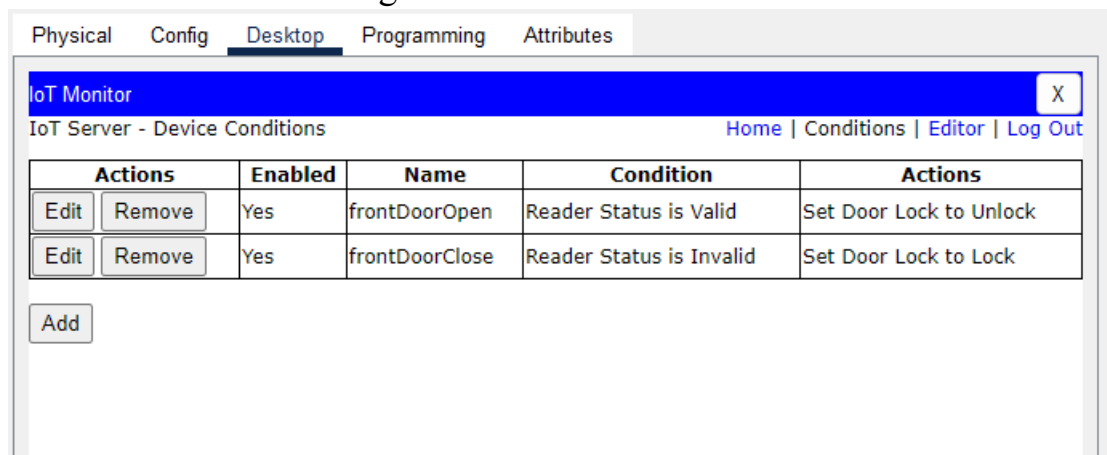 Physical Config Desktop Programming Attributes
IoT Monitor X
IoT Server - Device Conditions Home | Conditions | Editor | Log Out
Actions Enabled Name Condition Actions
Edit Remove Yes frontDoorOpen Reader Status is Valid Set Door Lock to Unlock
Edit Remove Yes frontDoorClose Reader Status is Invalid Set Door Lock to Lock
Add